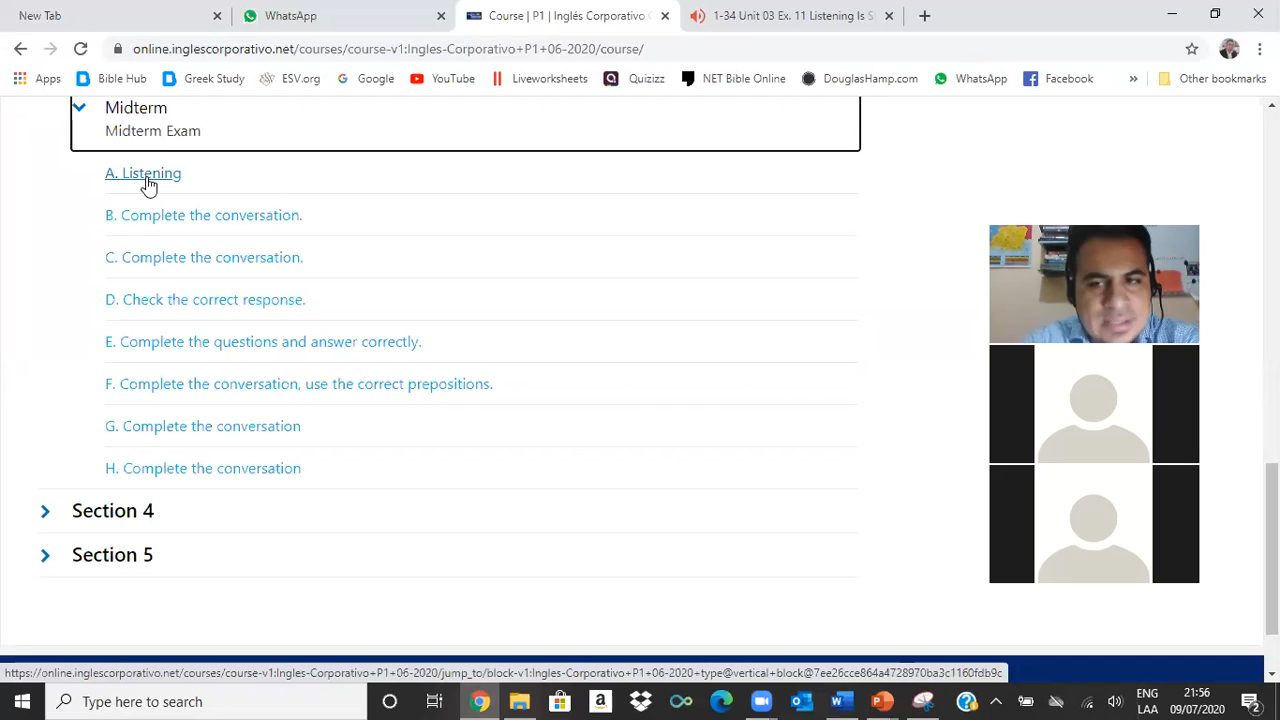 New Tab
WhatsApp
Course | P1 | Inglés Corporativo
1-34 Unit 03 Ex. 11 Listening Is S
online.inglescorporativo.net/courses/course-v1:Ingles-Corporativo+P1+06-2020/course/
Apps
Bible Hub
Greek Study
ESV.org
Google
YouTube
Liveworksheets
Quizizz
NET Bible Online
DouglasHamp.com
WhatsApp
Facebook
»
Other bookmarks
Midterm
Midterm Exam
A. Listening
B. Complete the conversation.
C. Complete the conversation.
D. Check the correct response.
E. Complete the questions and answer correctly.
F. Complete the conversation, use the correct prepositions.
G. Complete the conversation
H. Complete the conversation
Section 4
Section 5
https://online.inglescorporativo.net/courses/course-v1:Ingles-Corporativo+P1+06-2020/jump_to/block-v1:Ingles-Corporativo+P1+06-2020+type@vertical+block@7ee26cce864a4728970ba3c1160fdb9c
Type here to search
ENG
LAA
21:56
09/07/2020
2